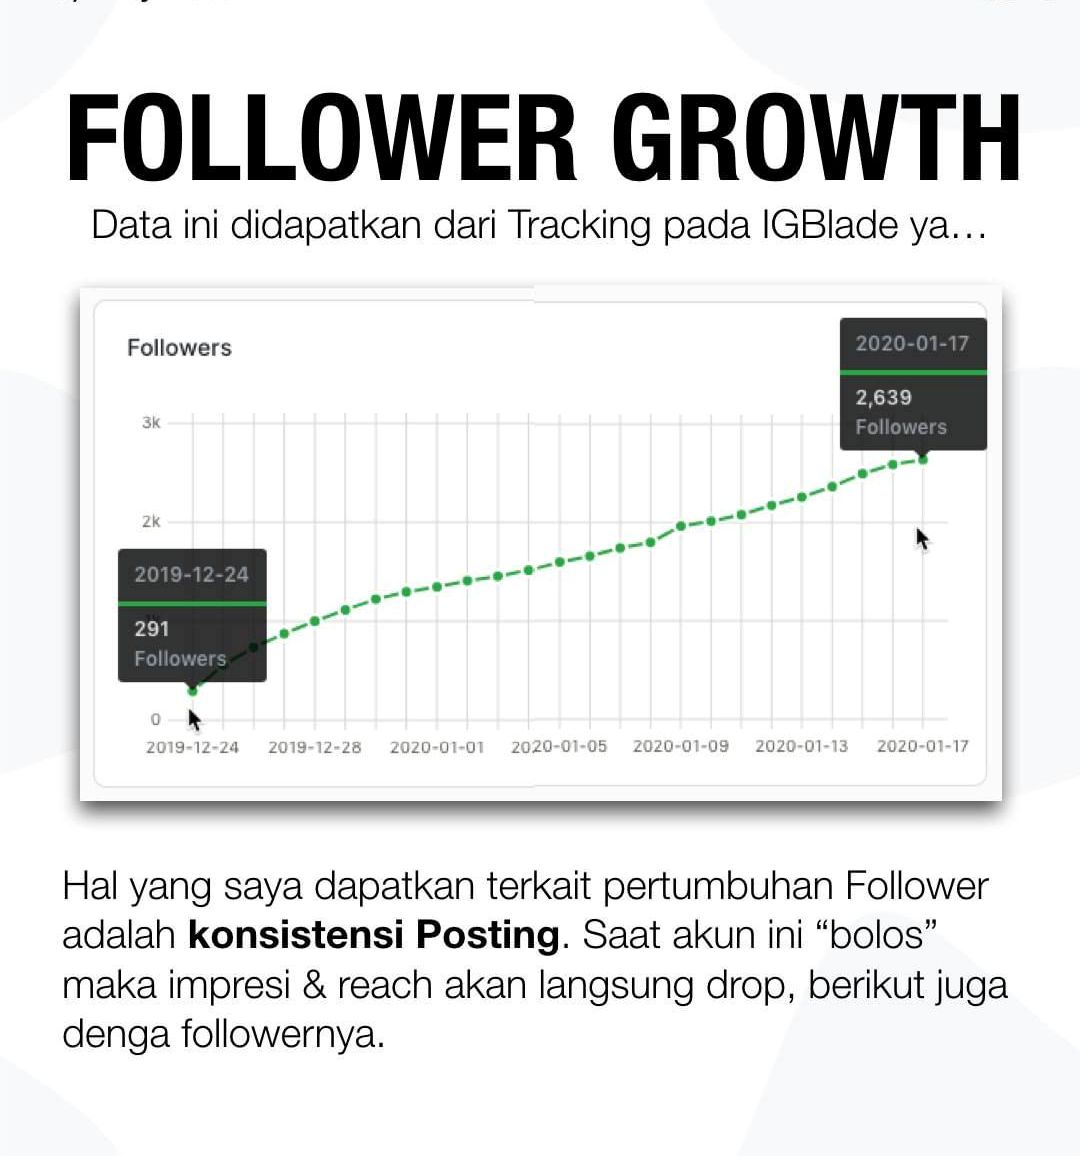 FOLLOWER GROWTH
Data ini didapatkan dari Tracking pada IGBlade ya...
Followers
2020-01-17
2,639
Followers
3k
2k
2019-12-24
291
Followers
0
2019-12-24 2019-12-28 2020-01-01 2020-01-05 2020-01-09 2020-01-13 2020-01-17
Hal yang saya dapatkan terkait pertumbuhan Follower
adalah konsistensi Posting. Saat akun ini “bolos”
maka impresi & reach akan langsung drop, berikut juga
denga followernya.